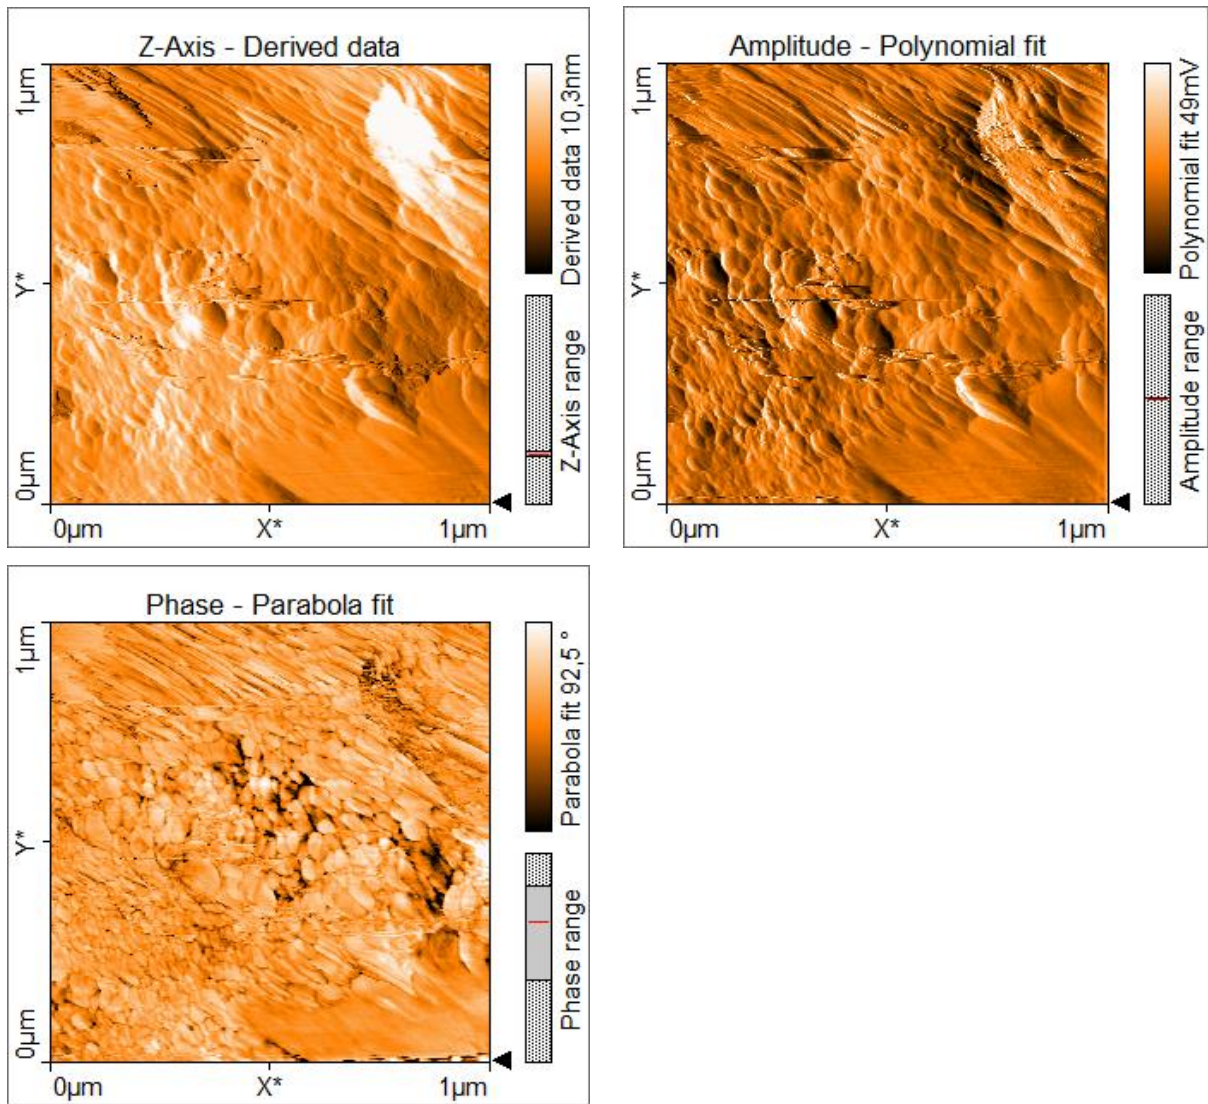 Z-Axis - Derived data
1µm
Y*
0µm
0µm
X*
1µm
Derived data 10,3nm
Z-Axis range
Amplitude - Polynomial fit
1µm
Y*
0µm
0µm
X*
1µm
Polynomial fit 49mV
Amplitude range
Phase - Parabola fit
1µm
Y*
0µm
0µm
X*
1µm
Parabola fit 92,5 °
Phase range